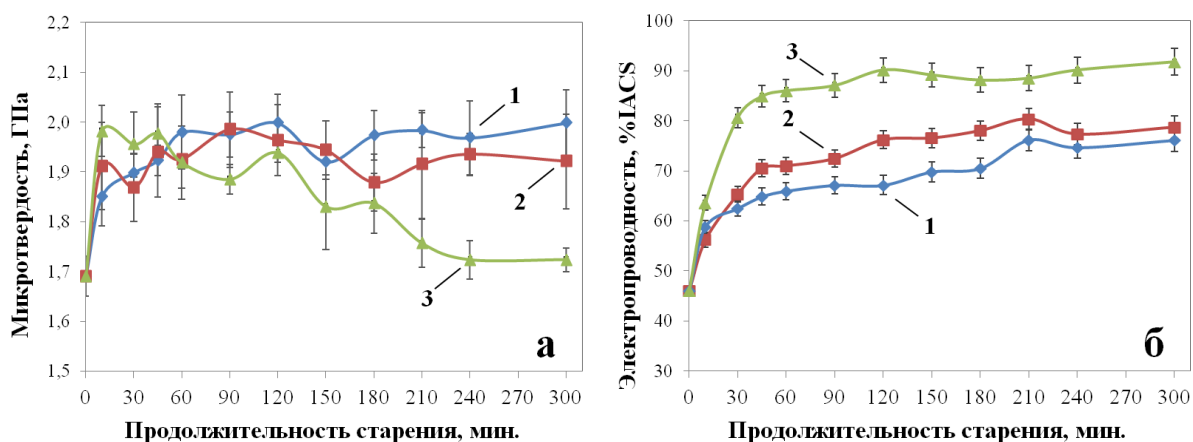 Микротвердость, ГПа
2,2
2,1
2,0
1,9
1,8
1,7
1,6
1,5
1
2
3
а
0 30 60 90 120 150 180 210 240 270 300
Продолжительность старения, мин.
Электропроводность, %IACS
100
90
80
70
60
50
40
30
3
2
1
б
0 30 60 90 120 150 180 210 240 270 300
Продолжительность старения, мин.